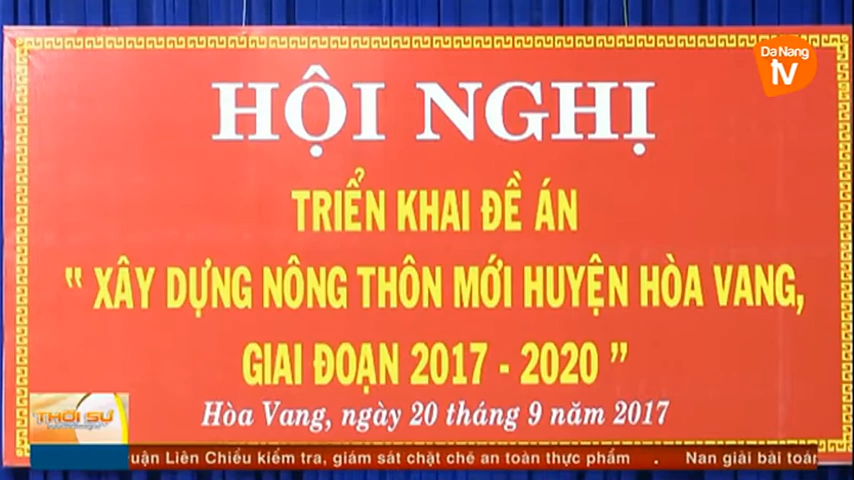 Da Nang
tv
HỘI NGHỊ
TRIỂN KHAI ĐỀ ÁN
" XÂY DỰNG NÔNG THÔN MỚI HUYỆN HÒA VANG,
GIAI ĐOẠN 2017 - 2020 "
Hòa Vang, ngày 20 tháng 9 năm 2017
THỜI SỰ
Liên Chiểu kiểm tra, giám sát chặt chẽ an toàn thực phẩm . Nan giải bài toán